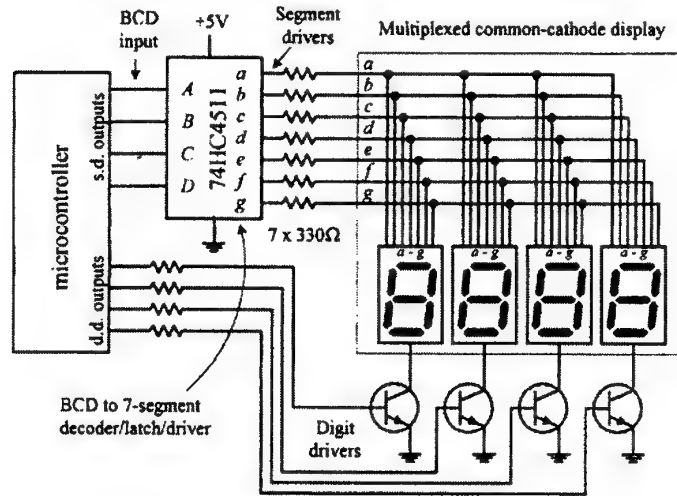 BCD
input
+5V
Segment
drivers
Multiplexed common-cathode display
microcontroller
s.d. outputs
d.d. outputs
A
B
C
D
74HC4511
a
b
c
d
e
f
g
a
b
c
d
e
f
g
7 x 330Ω
a - g
a - g
a - g
a - g
BCD to 7-segment
decoder/latch/driver
Digit
drivers